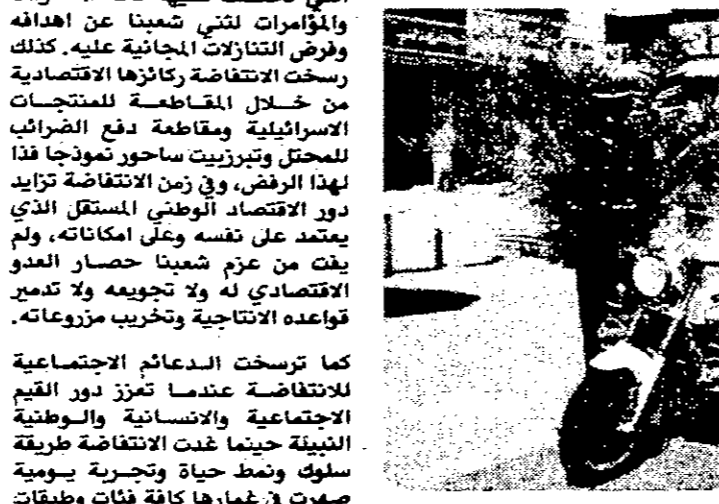 والمؤامرات لثني شعبنا عن اهدافه
وفرض التنازلات المجانية عليه. كذلك
رسخت الانتفاضة ركائزها الاقتصادية
من خلال المقاطعة للمنتجات
الاسرائيلية ومقاطعة دفع الضرائب
للمحتل وتبرزبيت ساحور نموذجا فذا
لهذا الرفض، وفي زمن الانتفاضة تزايد
دور الاقتصاد الوطني المستقل الذي
يعتمد على نفسه وعلى امكاناته، ولم
يفت من عزم شعبنا حصار العدو
الاقتصادي له ولا تجويعه ولا تدمير
قواعده الانتاجية وتخريب مزروعاته.
كما ترسخت الدعائم الاجتماعية
للانتفاضة عندما تعزز دور القيم
الاجتماعية والانسانية والوطنية
النبيلة حينما غدت الانتفاضة طريقة
سلوك ونمط حياة وتجربة يومية
صهرت في غمارها كافة فئات وطبقات